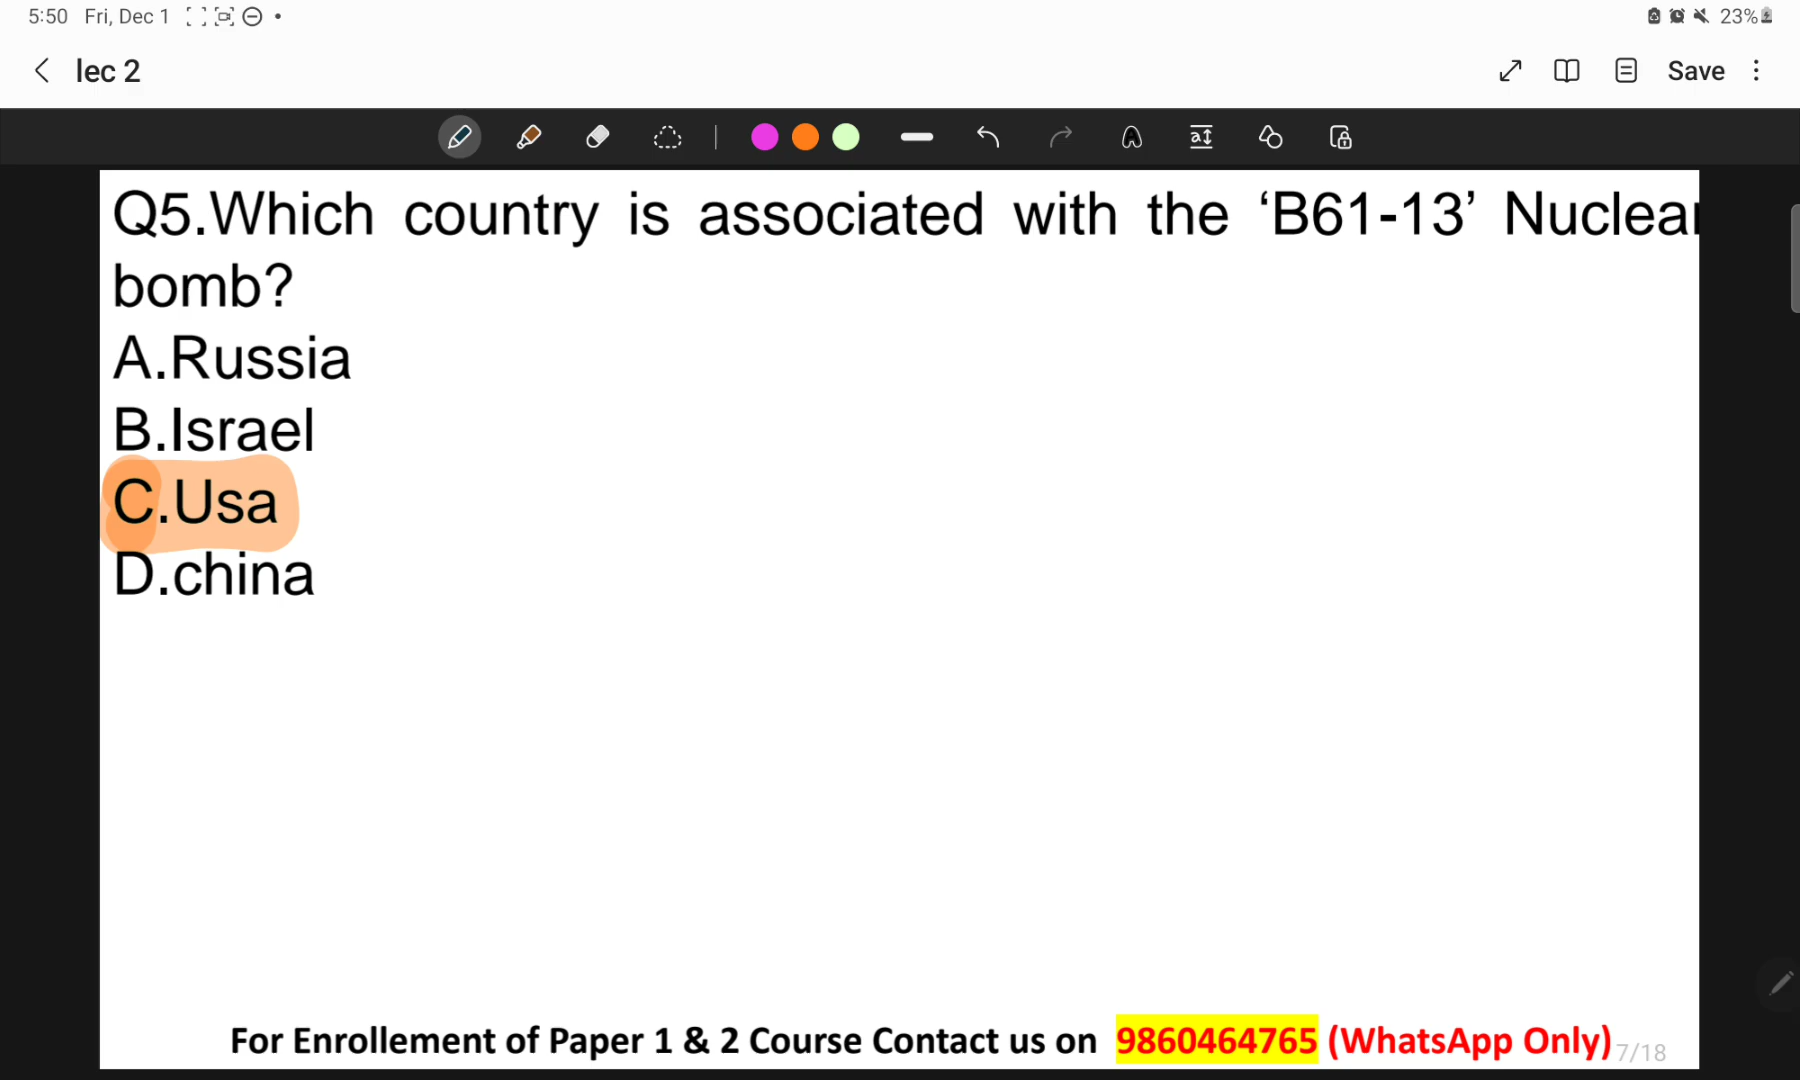 5:50 Fri, Dec 1
23%
lec 2
Save
Q5.Which country is associated with the ‘B61-13’ Nuclear
bomb?
A.Russia
B.Israel
C.Usa
D.china
For Enrollement of Paper 1 & 2 Course Contact us on 9860464765 (WhatsApp Only)
7/18